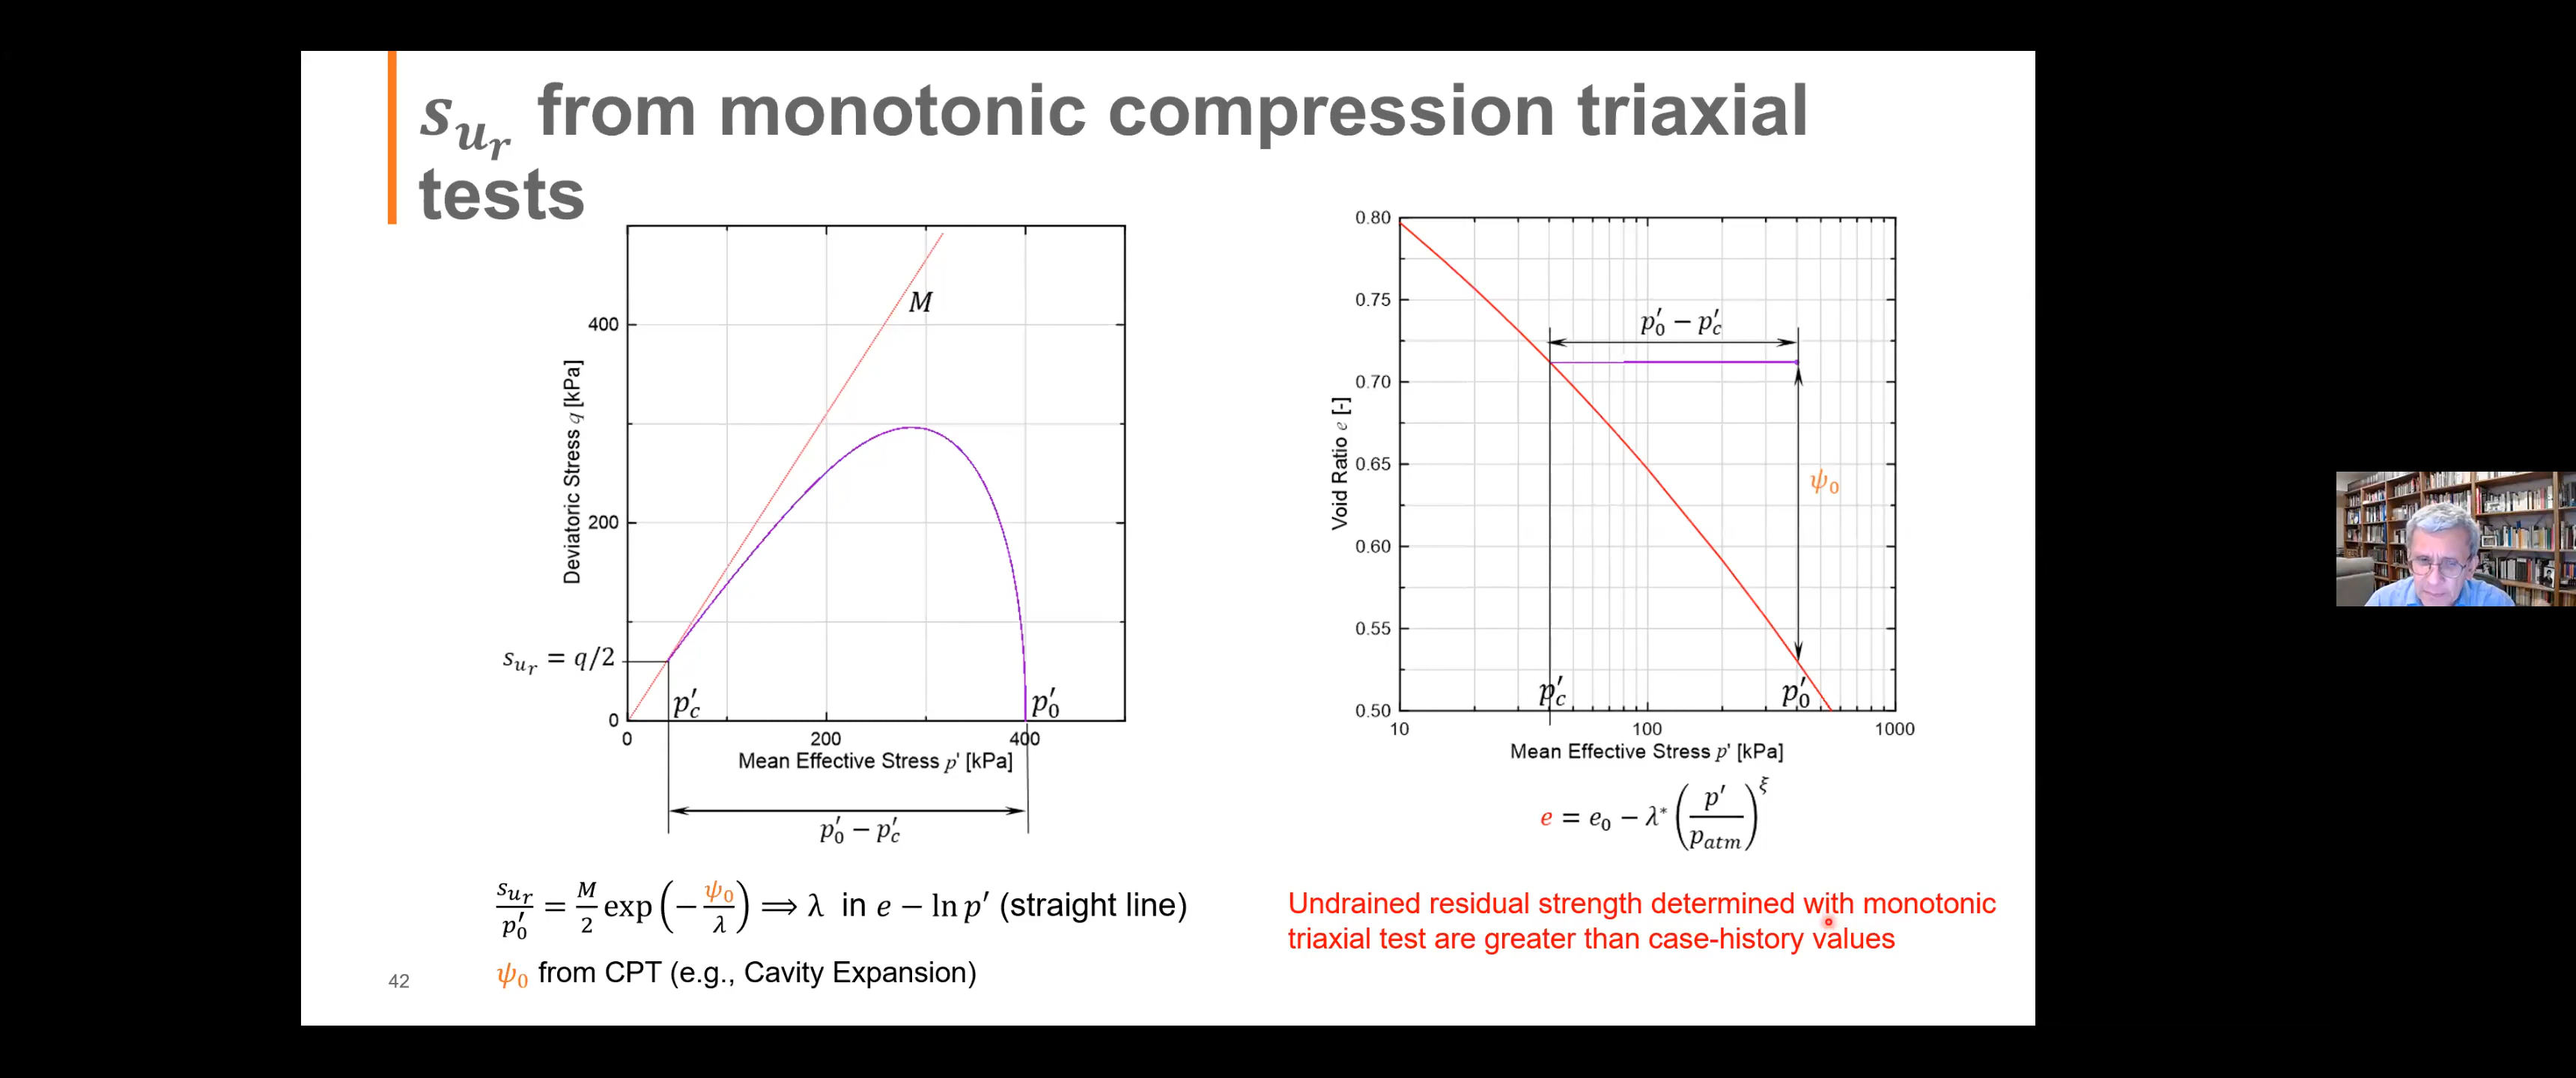 s_{u_r} from monotonic compression triaxial
tests
400
200
0
0
200
400
Deviatoric Stress q [kPa]
M
s_{u_r} = q/2
p'_c
p'_0
Mean Effective Stress p' [kPa]
p'_0 − p'_c
s_{u_r}/p'_0 = M/2 exp(−ψ_0/λ) ⟹ λ in e − ln p' (straight line)
ψ_0 from CPT (e.g., Cavity Expansion)
42
0.80
0.75
0.70
0.65
0.60
0.55
0.50
10
100
1000
Void Ratio e [-]
p'_0 − p'_c
ψ_0
p'_c
p'_0
Mean Effective Stress p' [kPa]
e = e_0 − λ* (p'/p_{atm})^ξ
Undrained residual strength determined with monotonic
triaxial test are greater than case-history values